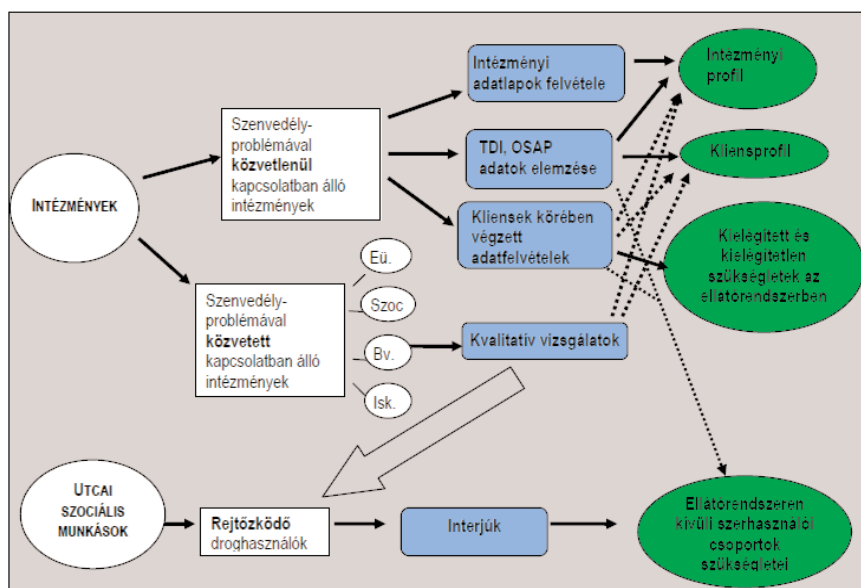 Intézményi
adatlapok felvétele
Intézményi
profil
Szenvedély-
problémával
közvetlenül
kapcsolatban álló
intézmények
TDI, OSAP
adatok elemzése
Kliensprofil
INTÉZMÉNYEK
Kliensek körében
végzett
adatfelvételek
Kielégített és
kielégítetlen
szükségletek az
ellátórendszerben
Szenvedély-
problémával
közvetett
kapcsolatban álló
intézmények
Eü.
Szoc
Bv.
Isk.
Kvalitatív vizsgálatok
UTCAI
SZOCIÁLIS
MUNKÁSOK
Rejtőzködő
droghasználók
Interjúk
Ellátórendszeren
kívüli szerhasználói
csoportok
szükségletei